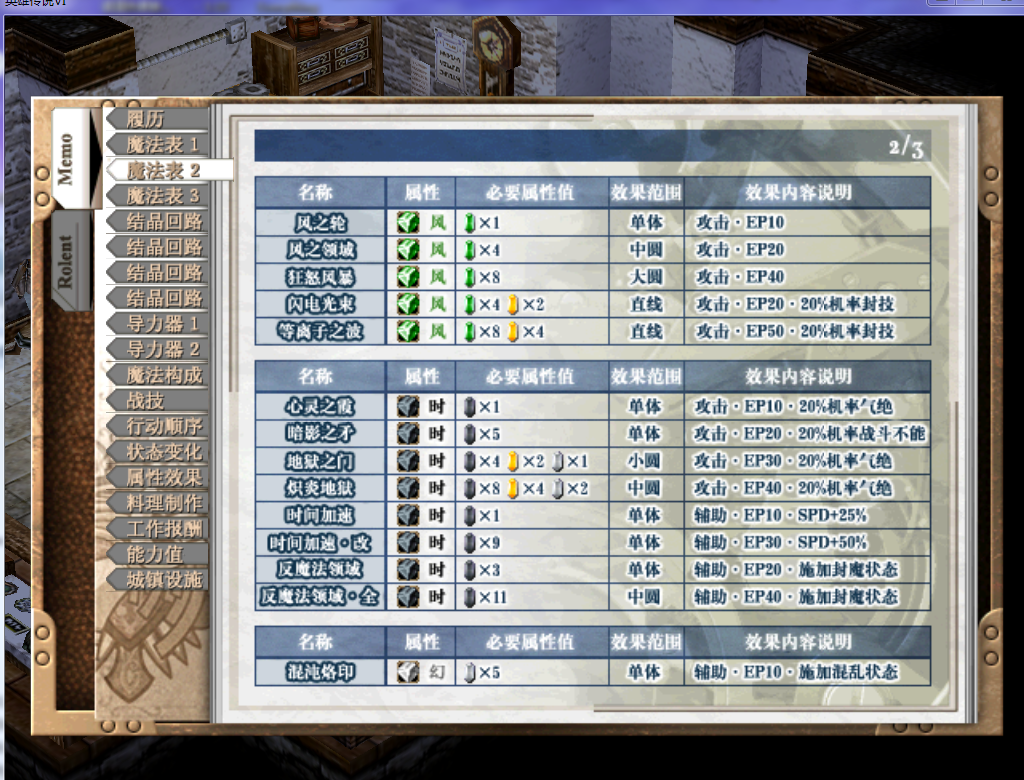 英雄传说VI
Memo
Rolent
履历
魔法表 1
魔法表 2
魔法表 3
结晶回路
结晶回路
结晶回路
结晶回路
导力器 1
导力器 2
魔法构成
战技
行动顺序
状态变化
属性效果
料理制作
工作报酬
能力值
城镇设施
2/3
名称 属性 必要属性值 效果范围 效果内容说明
风之轮 风 ×1 单体 攻击・EP10
风之领域 风 ×4 中圆 攻击・EP20
狂怒风暴 风 ×8 大圆 攻击・EP40
闪电光束 风 ×4 ×2 直线 攻击・EP20・20%机率封技
等离子之波 风 ×8 ×4 直线 攻击・EP50・20%机率封技
名称 属性 必要属性值 效果范围 效果内容说明
心灵之霞 时 ×1 单体 攻击・EP10・20%机率气绝
暗影之矛 时 ×5 单体 攻击・EP20・20%机率战斗不能
地狱之门 时 ×4 ×2 ×1 小圆 攻击・EP30・20%机率气绝
炽炎地狱 时 ×8 ×4 ×2 中圆 攻击・EP40・20%机率气绝
时间加速 时 ×1 单体 辅助・EP10・SPD+25%
时间加速・改 时 ×9 单体 辅助・EP30・SPD+50%
反魔法领域 时 ×3 单体 辅助・EP20・施加封魔状态
反魔法领域・全 时 ×11 中圆 辅助・EP40・施加封魔状态
名称 属性 必要属性值 效果范围 效果内容说明
混沌烙印 幻 ×5 单体 辅助・EP10・施加混乱状态